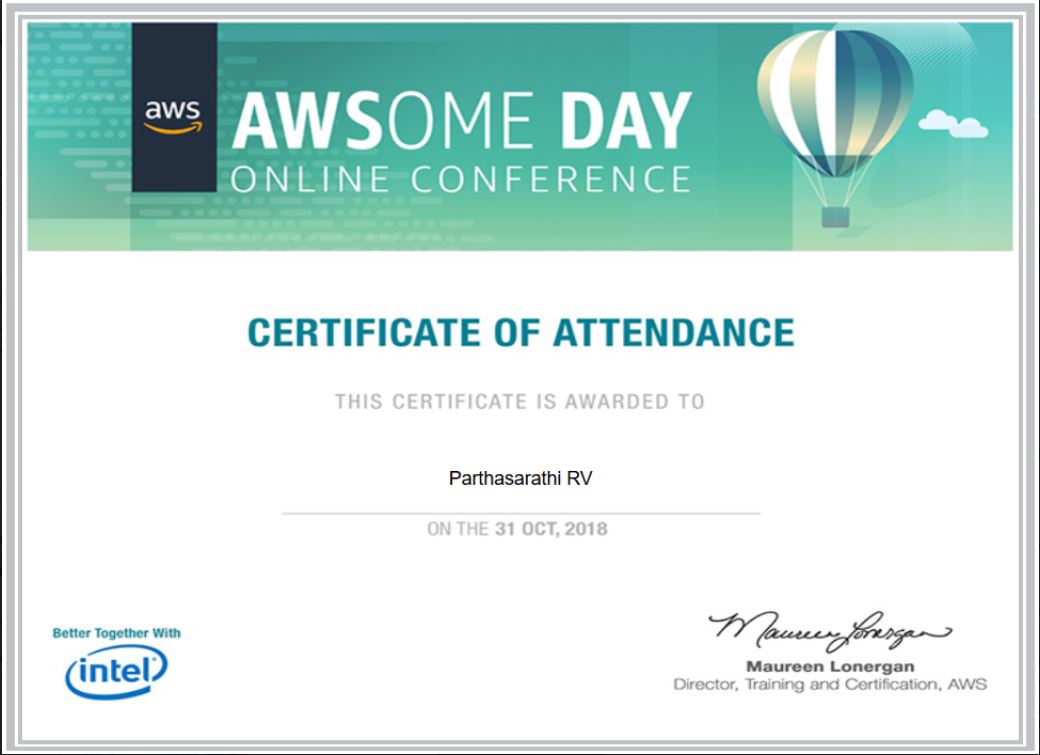 aws
AWSOME DAY
ONLINE CONFERENCE
CERTIFICATE OF ATTENDANCE
THIS CERTIFICATE IS AWARDED TO
Parthasarathi RV
ON THE 31 OCT, 2018
Better Together With
intel
Maureen Lonergan
Maureen Lonergan
Director, Training and Certification, AWS